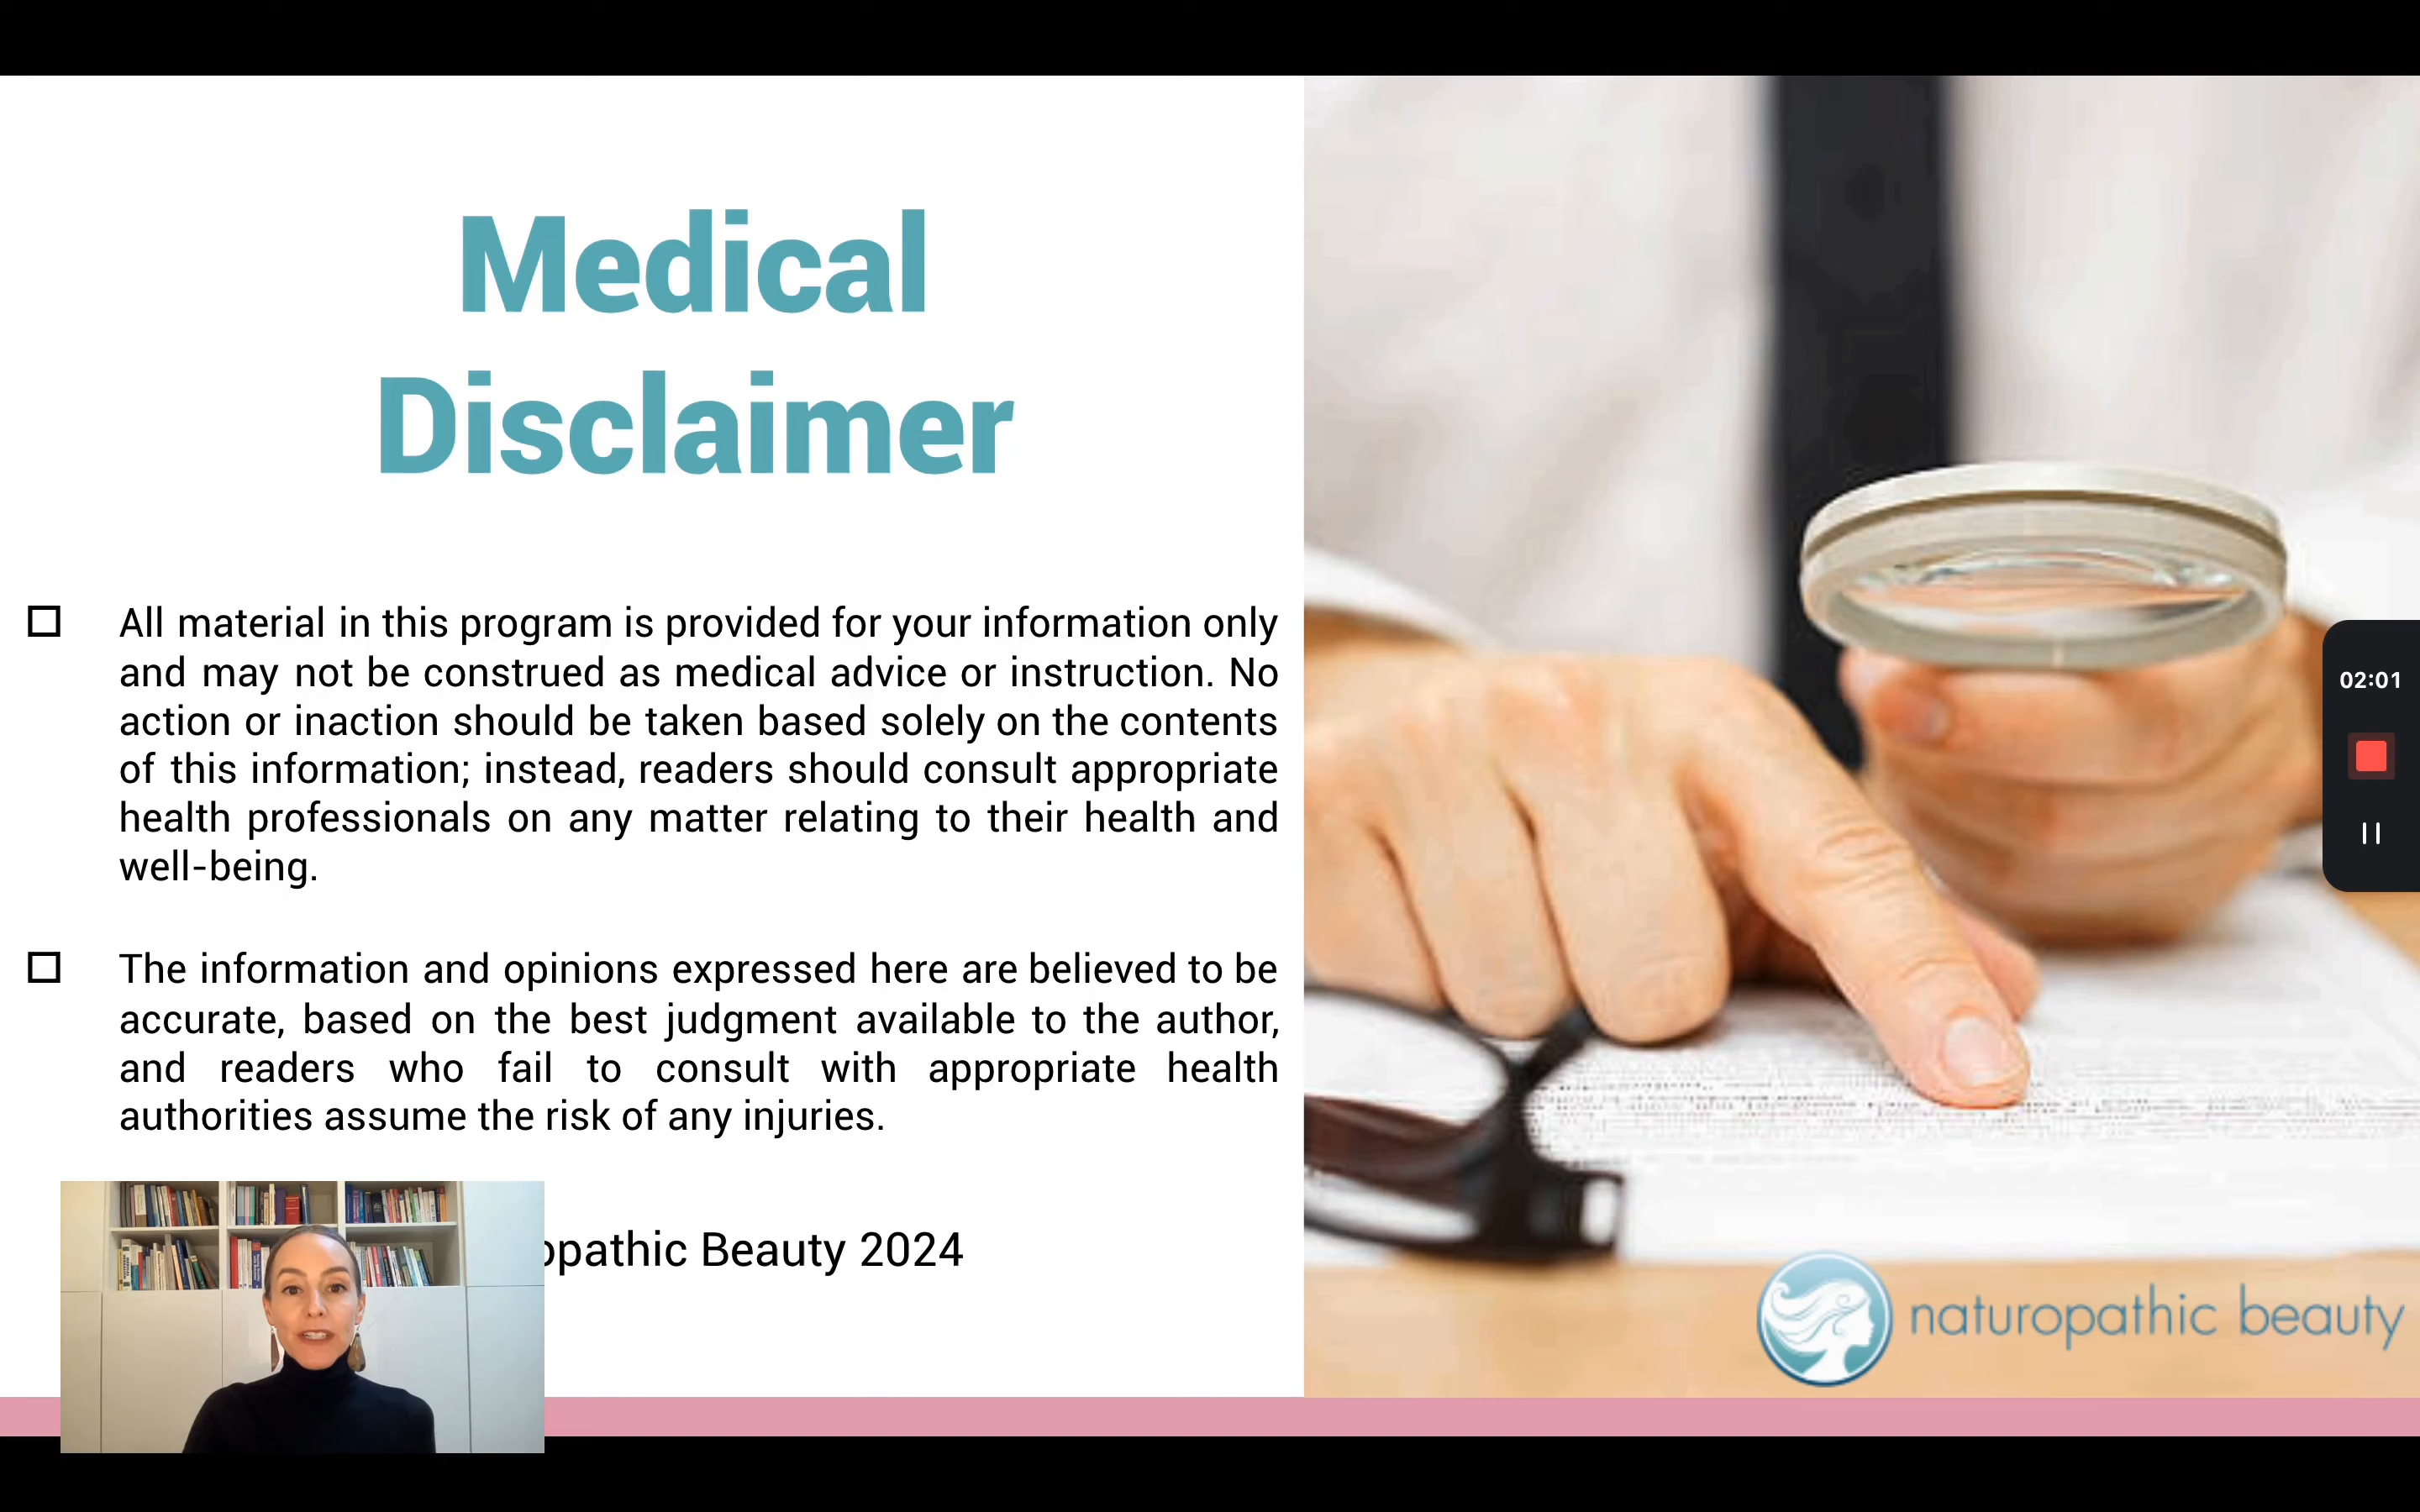 Medical
Disclaimer
All material in this program is provided for your information only
and may not be construed as medical advice or instruction. No
action or inaction should be taken based solely on the contents
of this information; instead, readers should consult appropriate
health professionals on any matter relating to their health and
well-being.
The information and opinions expressed here are believed to be
accurate, based on the best judgment available to the author,
and readers who fail to consult with appropriate health
authorities assume the risk of any injuries.
opathic Beauty 2024
naturopathic beauty
02:01